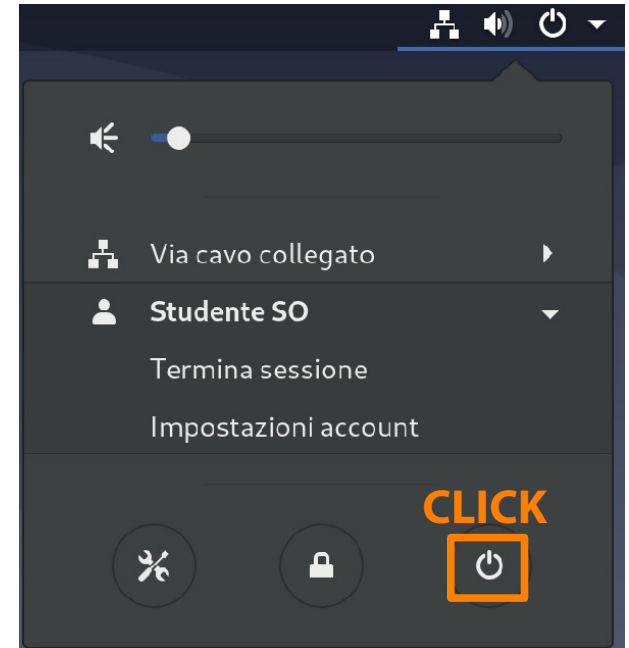 Via cavo collegato
Studente SO
Termina sessione
Impostazioni account
CLICK